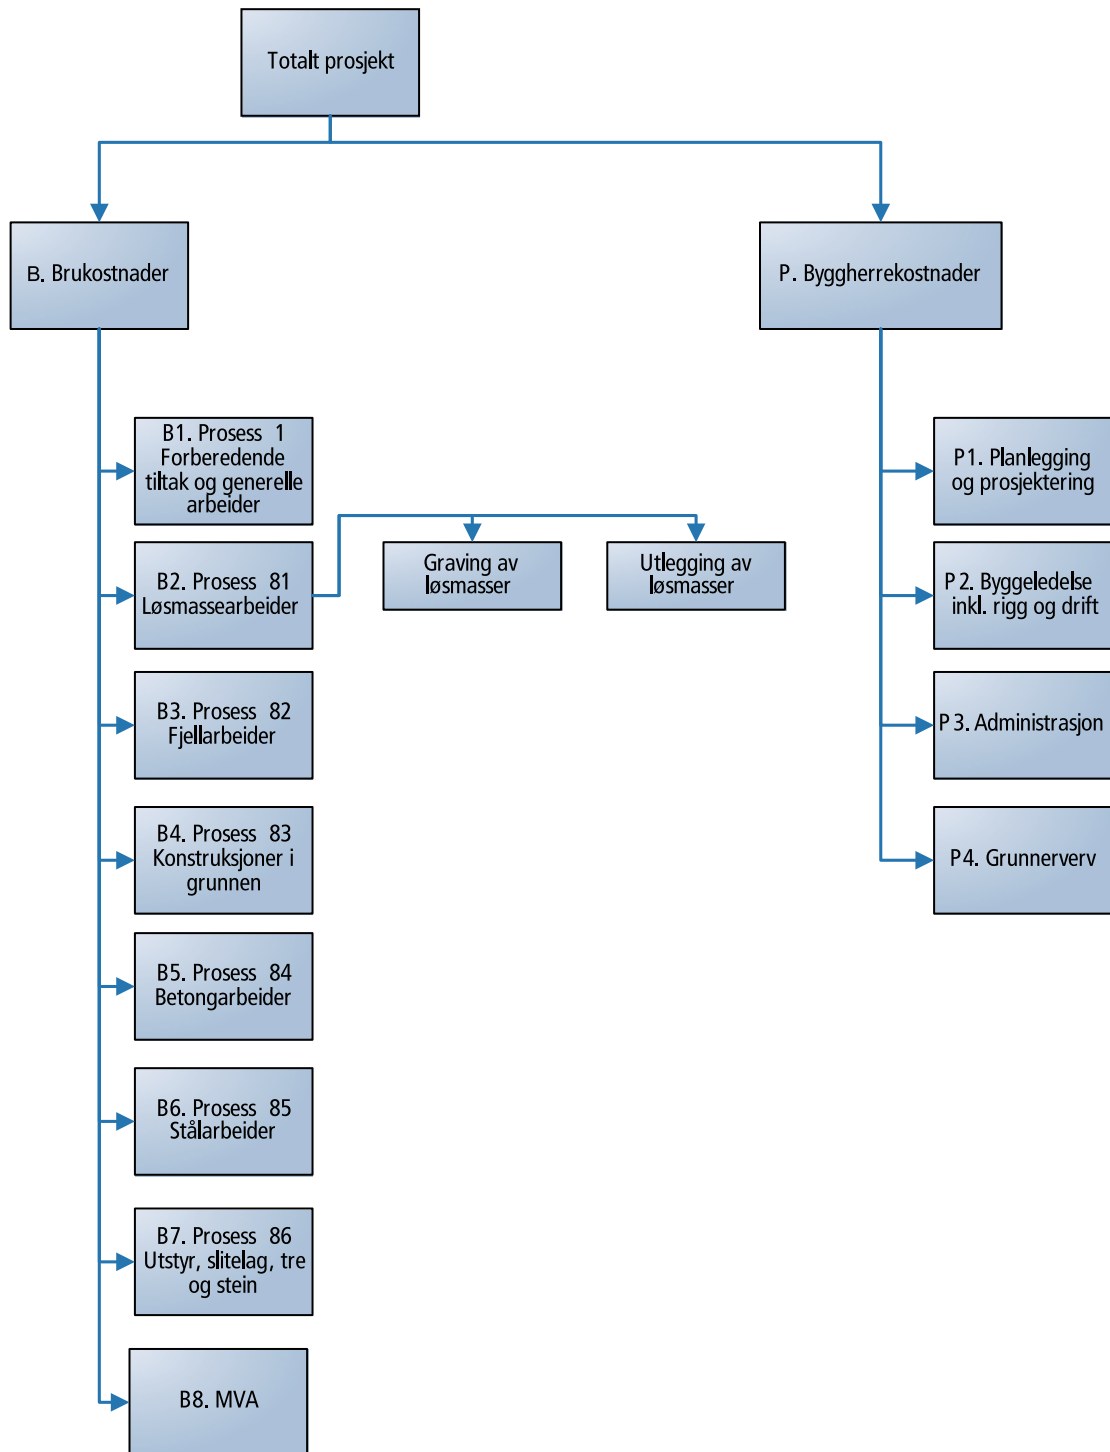 Totalt prosjekt
B. Brukostnader
P. Byggherrekostnader
B1. Prosess 1
Forberedende
tiltak og generelle
arbeider
P1. Planlegging
og prosjektering
B2. Prosess 81
Løsmassearbeider
Graving av
løsmasser
Utlegging av
løsmasser
P2. Byggeledelse
inkl. rigg og drift
B3. Prosess 82
Fjellarbeider
P3. Administrasjon
B4. Prosess 83
Konstruksjoner i
grunnen
P4. Grunnerverv
B5. Prosess 84
Betongarbeider
B6. Prosess 85
Stålarbeider
B7. Prosess 86
Utstyr, slitelag, tre
og stein
B8. MVA